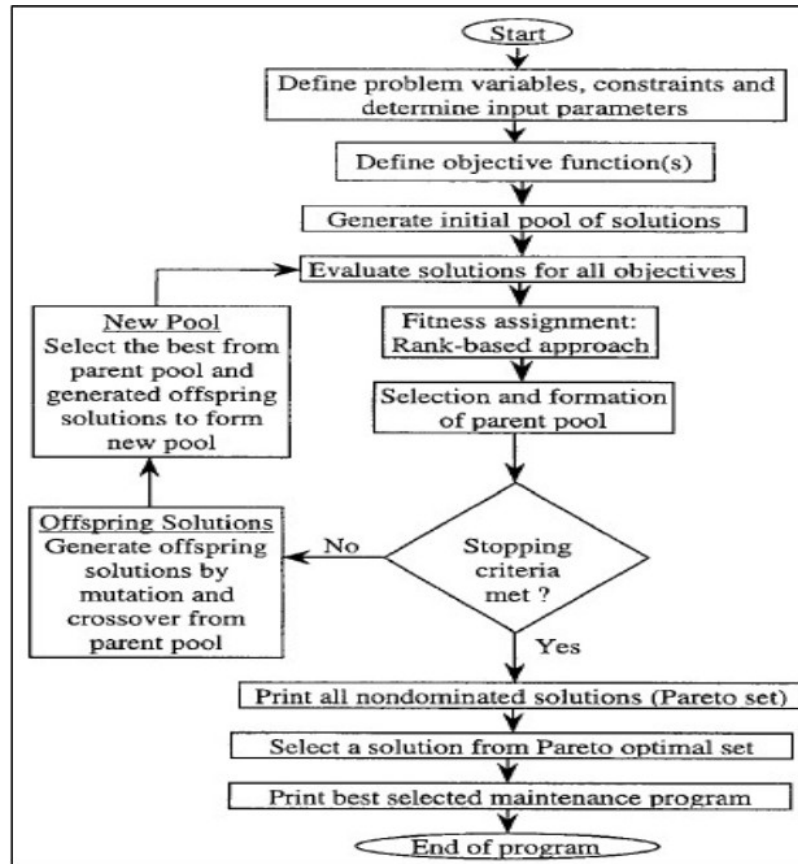 Start
Define problem variables, constraints and
determine input parameters
Define objective function(s)
Generate initial pool of solutions
Evaluate solutions for all objectives
Fitness assignment:
Rank-based approach
Selection and formation
of parent pool
Stopping
criteria
met ?
No
Offspring Solutions
Generate offspring
solutions by
mutation and
crossover from
parent pool
New Pool
Select the best from
parent pool and
generated offspring
solutions to form
new pool
Yes
Print all nondominated solutions (Pareto set)
Select a solution from Pareto optimal set
Print best selected maintenance program
End of program